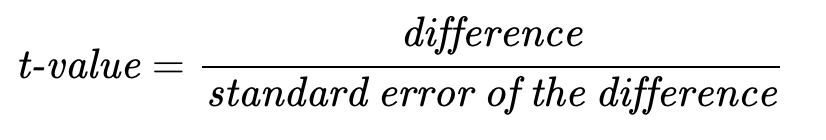 t-value = difference
standard error of the difference